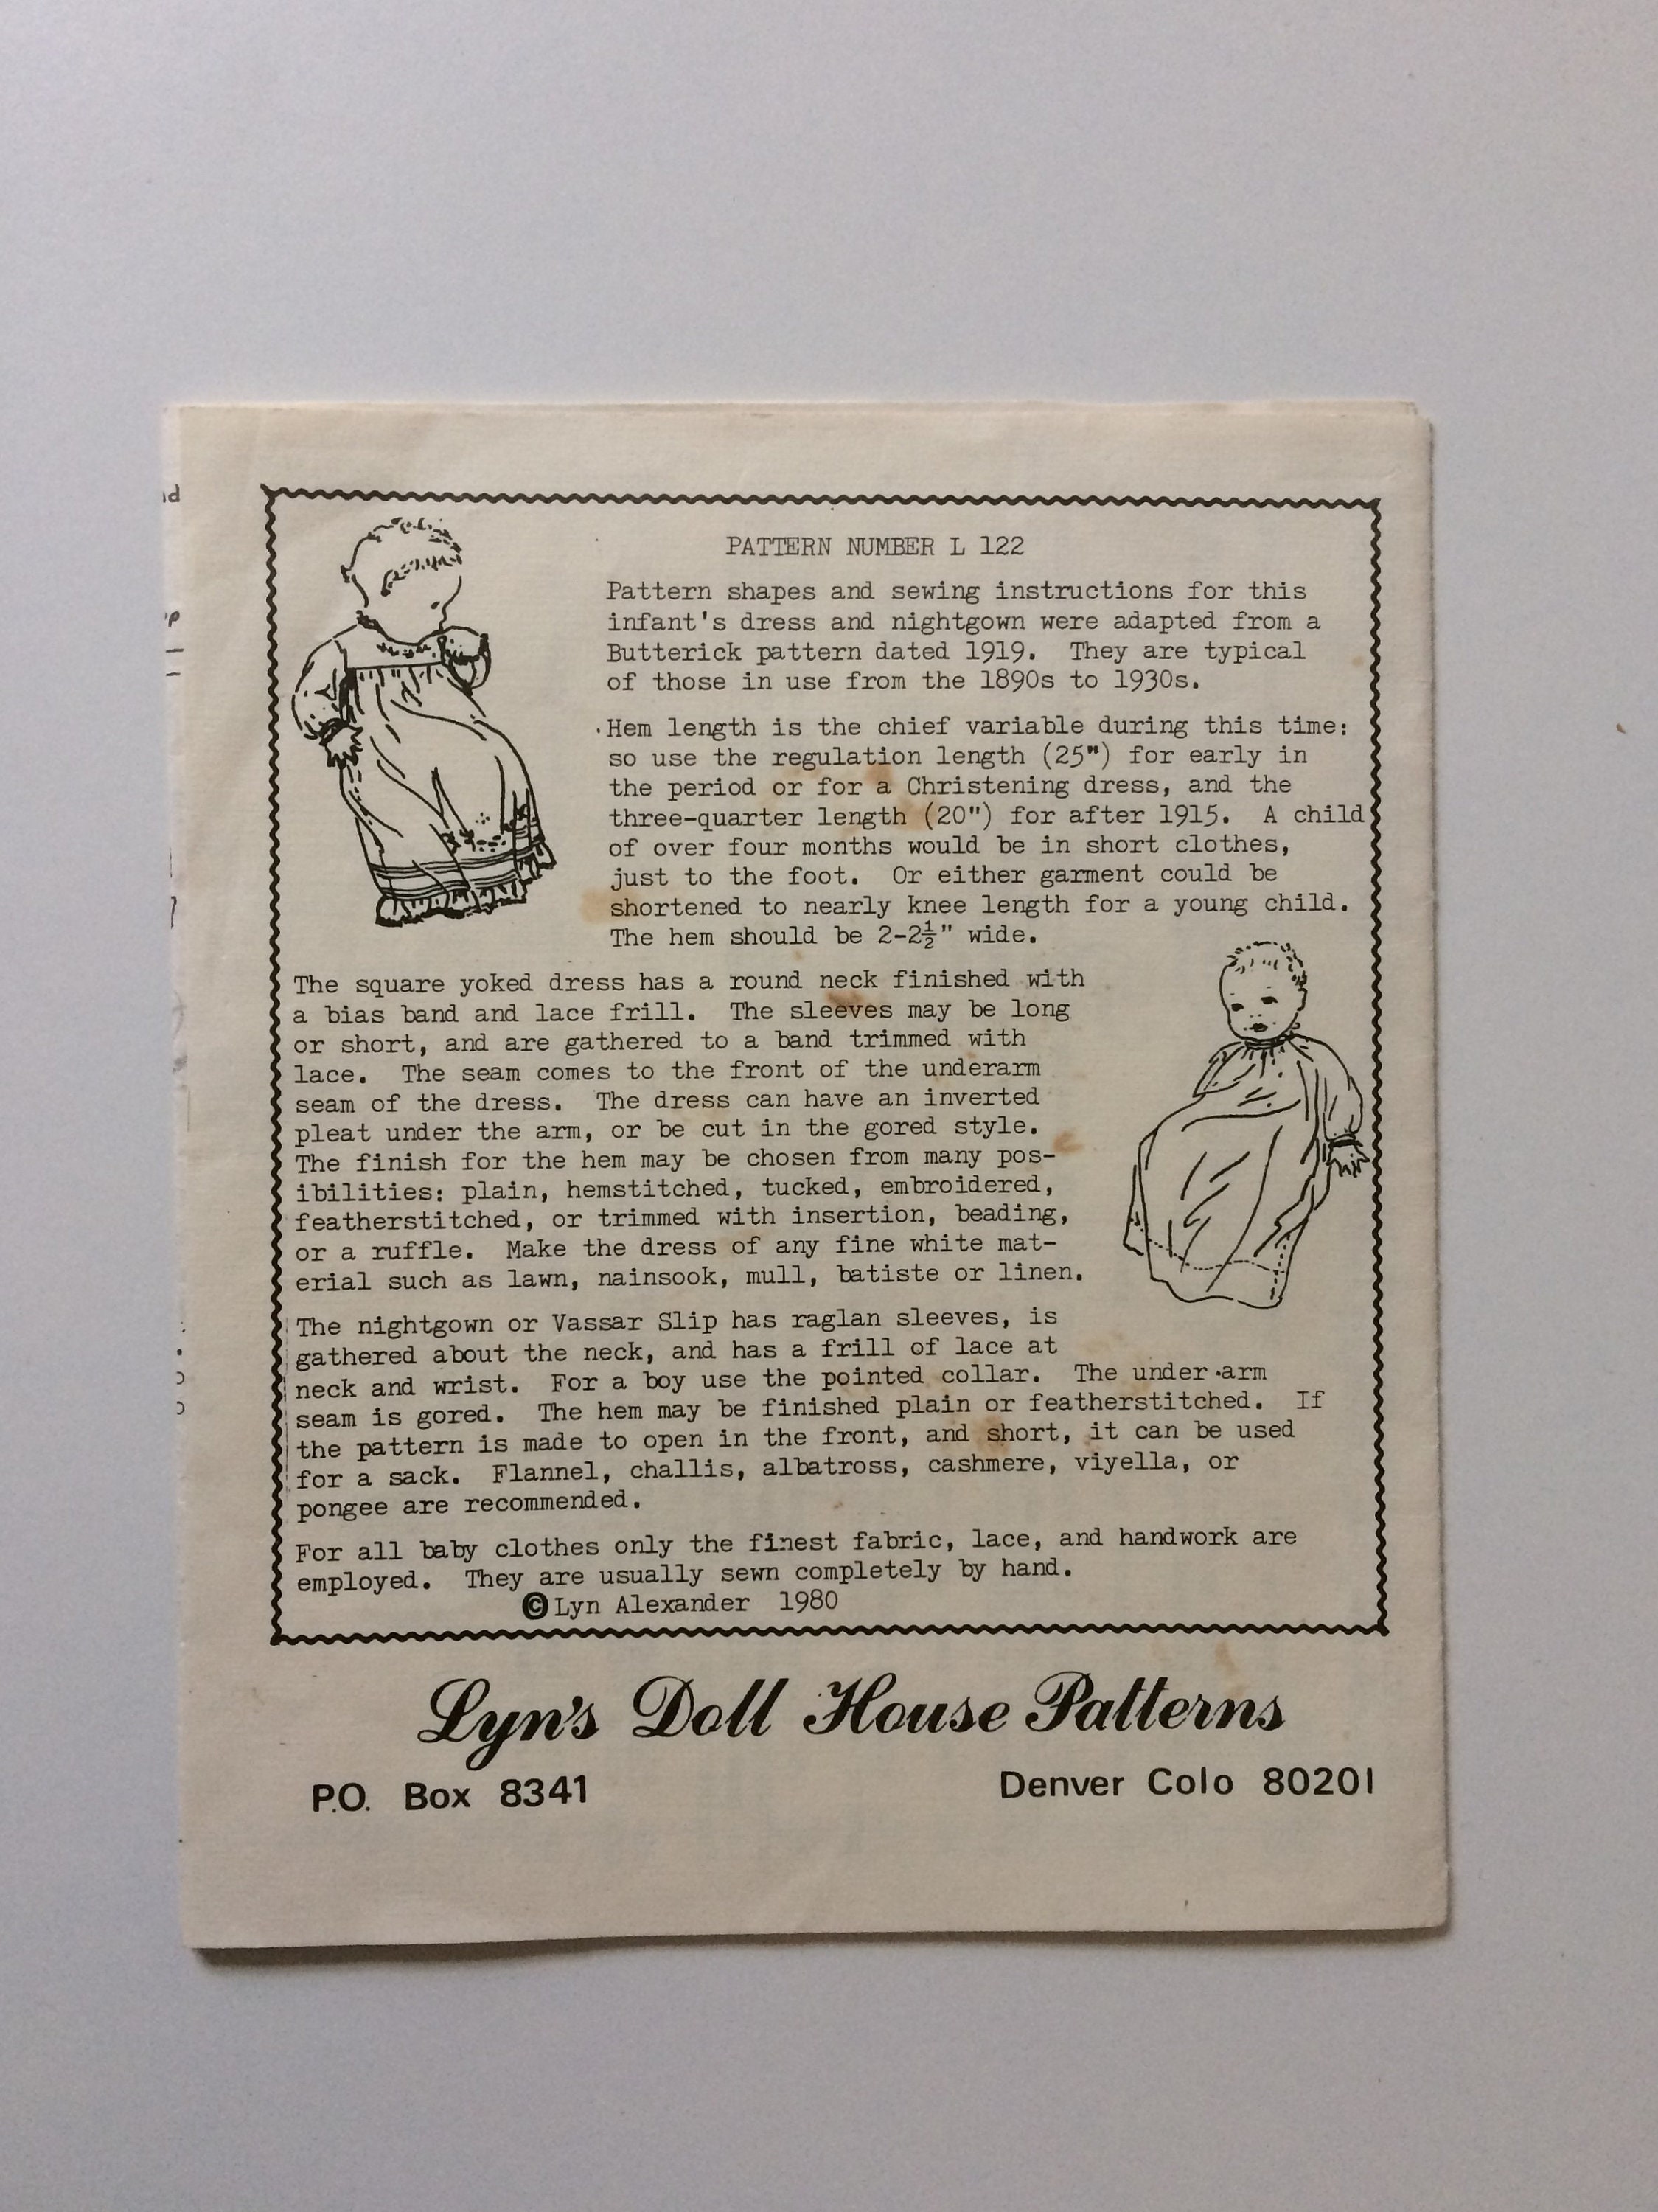 PATTERN NUMBER L 122
Pattern shapes and sewing instructions for this
infant's dress and nightgown were adapted from a
Butterick pattern dated 1919. They are typical
of those in use from the 1890s to 1930s.
Hem length is the chief variable during this time:
so use the regulation length (25") for early in
the period or for a Christening dress, and the
three-quarter length (20") for after 1915. A child
of over four months would be in short clothes,
just to the foot. Or either garment could be
shortened to nearly knee length for a young child.
The hem should be 2-2½" wide.
The square yoked dress has a round neck finished with
a bias band and lace frill. The sleeves may be long
or short, and are gathered to a band trimmed with
lace. The seam comes to the front of the underarm
seam of the dress. The dress can have an inverted
pleat under the arm, or be cut in the gored style.
The finish for the hem may be chosen from many pos-
ibilities: plain, hemstitched, tucked, embroidered,
featherstitched, or trimmed with insertion, beading,
or a ruffle. Make the dress of any fine white mat-
erial such as lawn, nainsook, mull, batiste or linen.
The nightgown or Vassar Slip has raglan sleeves, is
gathered about the neck, and has a frill of lace at
neck and wrist. For a boy use the pointed collar. The under arm
seam is gored. The hem may be finished plain or featherstitched. If
the pattern is made to open in the front, and short, it can be used
for a sack. Flannel, challis, albatross, cashmere, viyella, or
pongee are recommended.
For all baby clothes only the finest fabric, lace, and handwork are
employed. They are usually sewn completely by hand.
© Lyn Alexander 1980
Lyn's Doll House Patterns
P.O. Box 8341 Denver Colo 80201